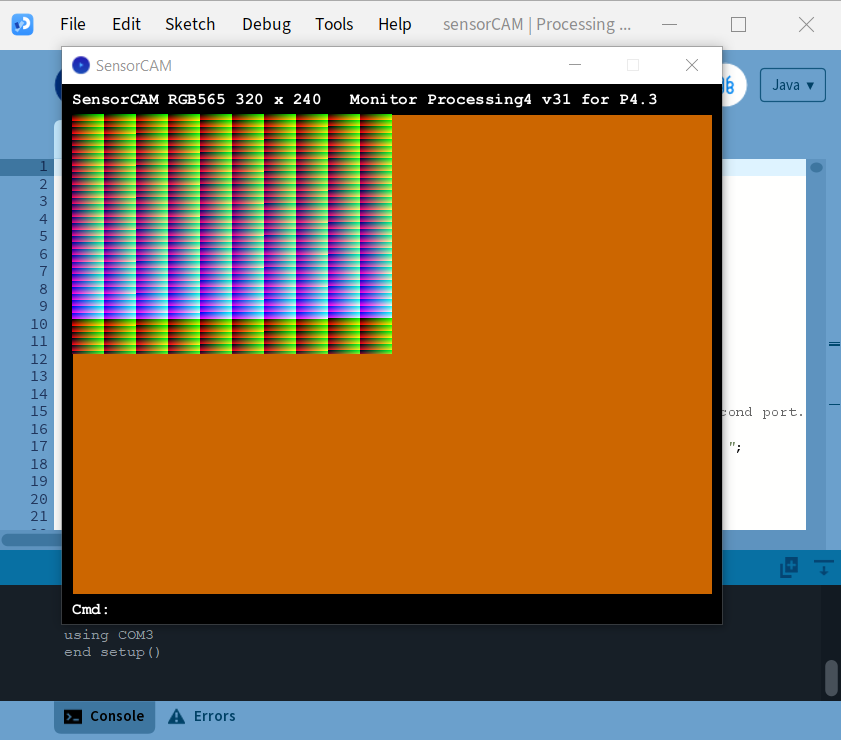 File Edit Sketch Debug Tools Help sensorCAM | Processing ...
SensorCAM
Java ▾
SensorCAM RGB565 320 x 240 Monitor Processing4 v31 for P4.3
1
2
3
4
5
6
7
8
9
10
11
12
13
14
15 cond port.
16
17 ";
18
19
20
21
Cmd:
using COM3
end setup()
Console Errors